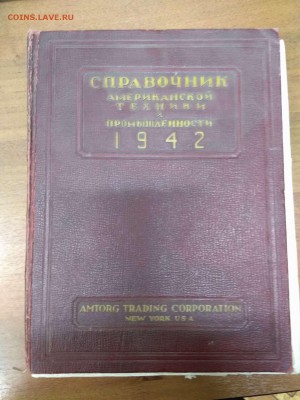 COINS.LAVE.RU
СПРАВОЧНИК
АМЕРИКАНСКОЙ
ТЕХНИКИ
И
ПРОМЫШЛЕННОСТИ
1942
AMTORG TRADING CORPORATION
NEW YORK U.S.A.